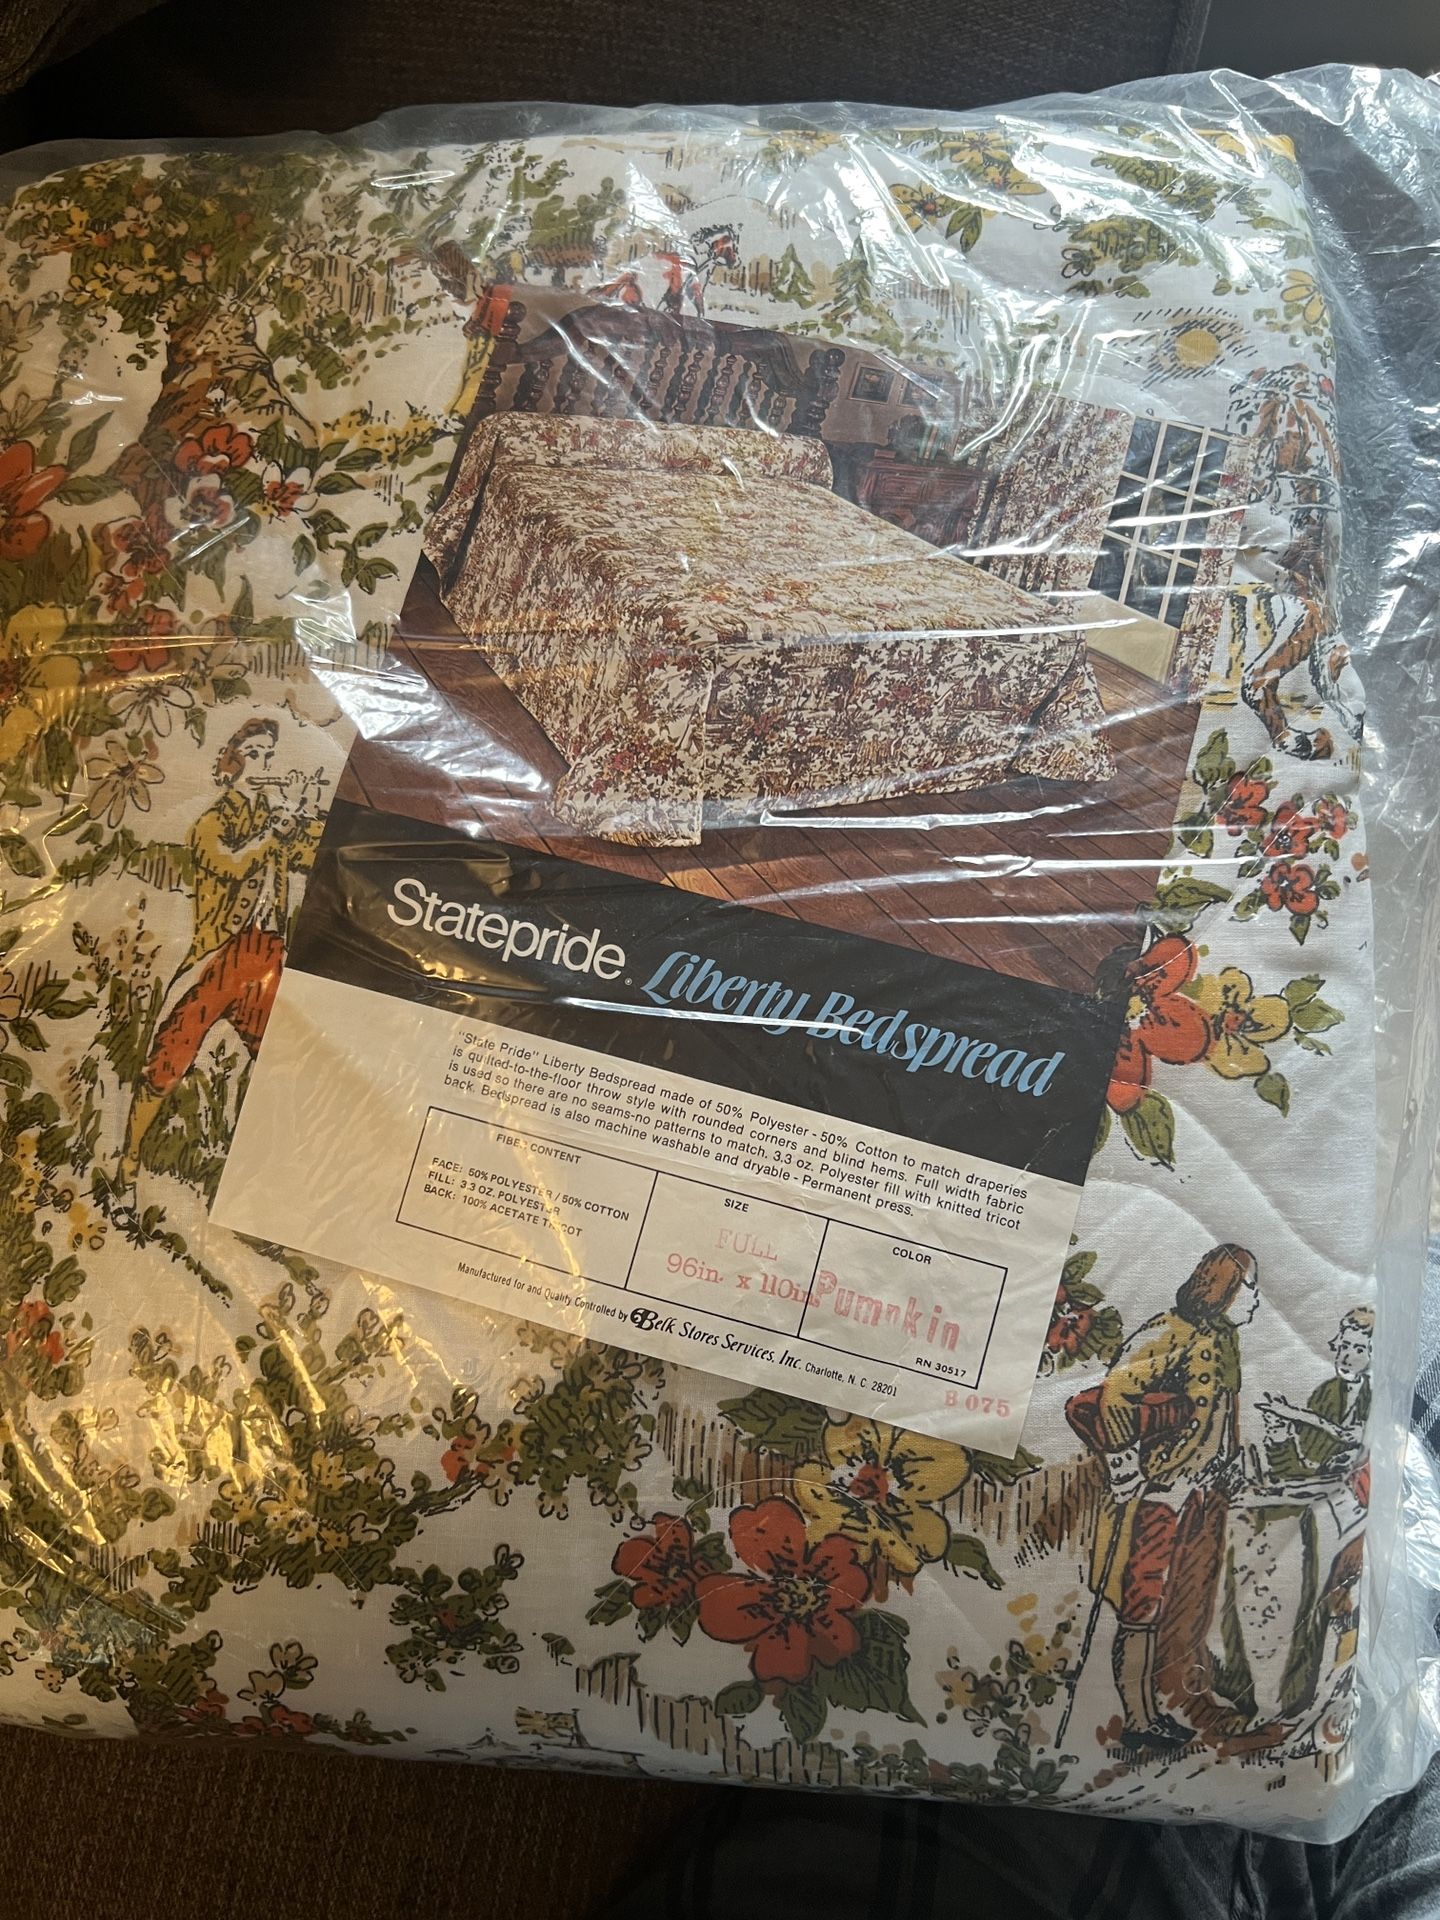 Statepride® Liberty Bedspread
"State Pride" Liberty Bedspread made of 50% Polyester - 50% Cotton to match draperies
is quilted-to-the-floor throw style with rounded corners and blind hems. Full width fabric
is used so there are no seams-no patterns to match. 3.3 oz. Polyester fill with knitted tricot
back. Bedspread is also machine washable and dryable - Permanent press.
FIBER CONTENT
FACE: 50% POLYESTER / 50% COTTON
FILL: 3.3 OZ. POLYESTER
BACK: 100% ACETATE TRICOT
SIZE
FULL
96in. x 110in.
COLOR
Pumpkin
RN 30517
Manufactured for and Quality Controlled by Belk Stores Services, Inc. Charlotte, N. C. 28201
B 075